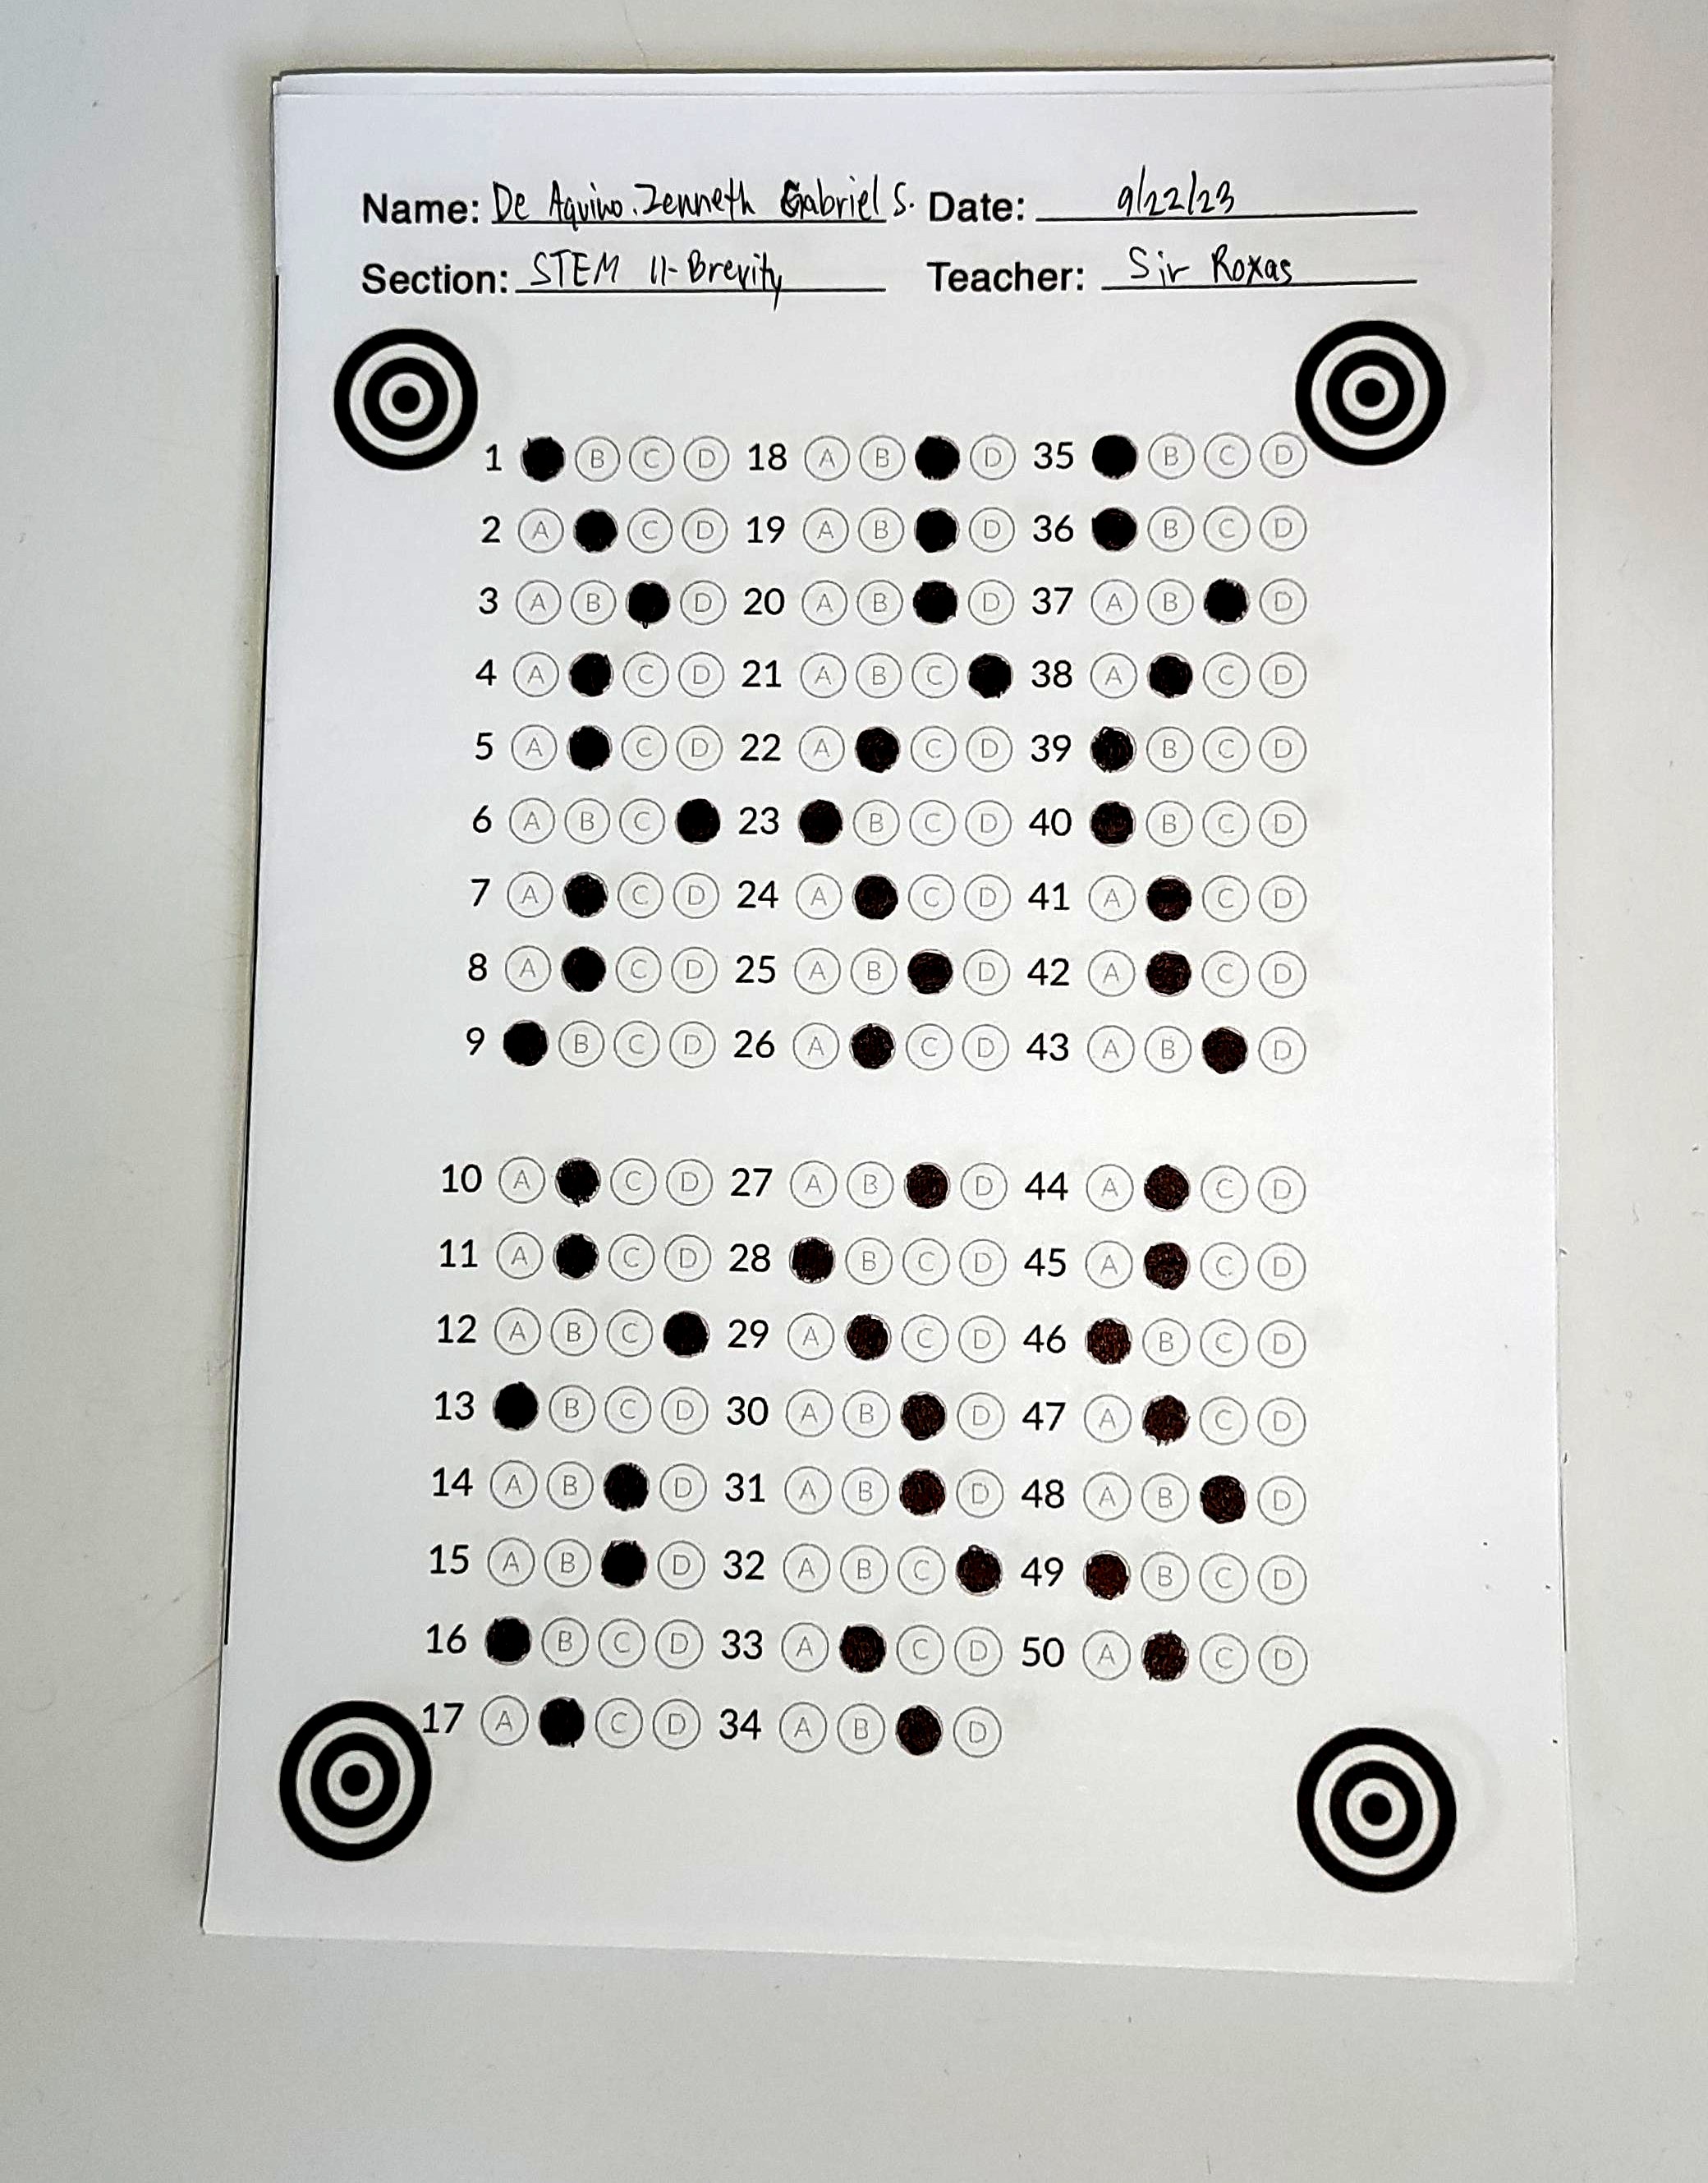 Name: De Aquino, Jenneth Gabriel S. Date: 9/22/23
Section: STEM 11-Brevity Teacher: Sir Roxas
1 B C D 18 A B D 35 B C D
2 A C D 19 A B D 36 B C D
3 A B D 20 A B D 37 A B D
4 A C D 21 A B C 38 A C D
5 A C D 22 A C D 39 B C D
6 A B C 23 B C D 40 B C D
7 A C D 24 A C D 41 A C D
8 A C D 25 A B D 42 A C D
9 B C D 26 A C D 43 A B D
10 A C D 27 A B D 44 A C D
11 A C D 28 B C D 45 A C D
12 A B C 29 A C D 46 B C D
13 B C D 30 A B D 47 A C D
14 A B D 31 A B D 48 A B D
15 A B D 32 A B C 49 B C D
16 B C D 33 A C D 50 A C D
17 A C D 34 A B D